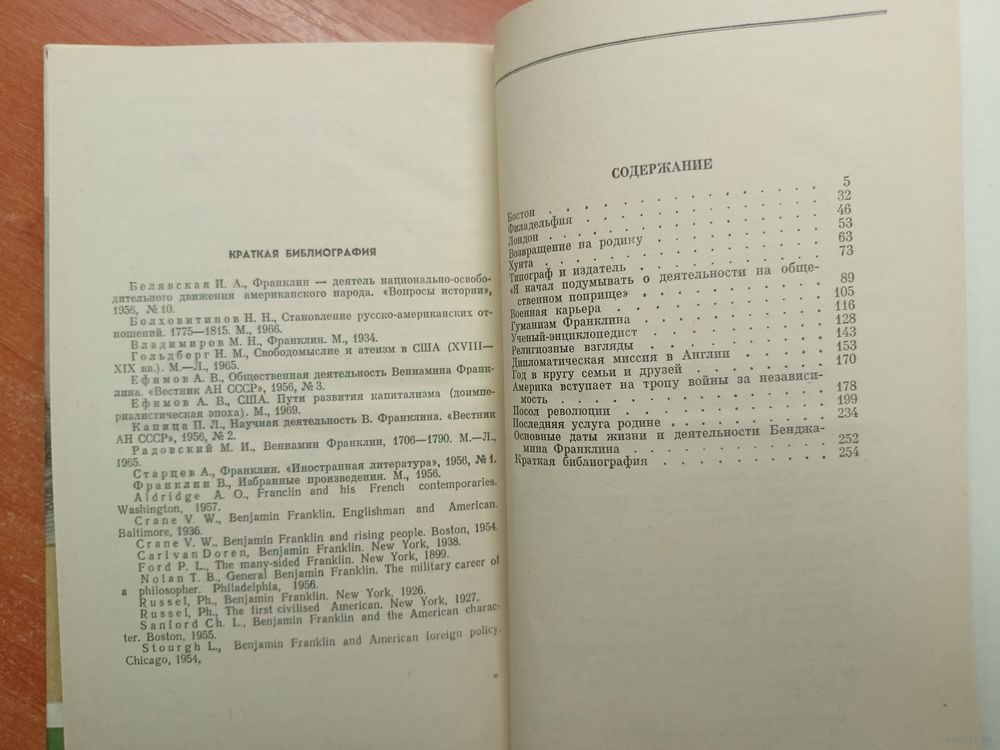 КРАТКАЯ БИБЛИОГРАФИЯ
Белявская И. А., Франклин — деятель национально-освобо-
дительного движения американского народа. «Вопросы истории»,
1956, № 10.
Болховитинов Н. Н., Становление русско-американских от-
ношений. 1775—1815. М., 1966.
Владимиров М. Н., Франклин. М., 1934.
Гольдберг Н. М., Свободомыслие и атеизм в США (XVIII—
XIX вв.). М.—Л., 1965.
Ефимов А. В., Общественная деятельность Вениамина Франк-
лина. «Вестник АН СССР», 1956, № 3.
Ефимов А. В., США. Пути развития капитализма (доимпе-
риалистическая эпоха). М., 1969.
Капица П. Л., Научная деятельность В. Франклина. «Вестник
АН СССР», 1956, № 2.
Радовский М. И., Вениамин Франклин, 1706—1790. М.—Л.,
1965.
Старцев А., Франклин. «Иностранная литература», 1956, № 1.
Франклин В., Избранные произведения. М., 1956.
Aldridge A. O., Franclin and his French contemporaries.
Washington, 1957.
Crane V. W., Benjamin Franklin. Englishman and American.
Baltimore, 1936.
Crane V. W., Benjamin Franklin and rising people. Boston, 1954.
Carl van Doren, Benjamin Franklin. New York, 1938.
Ford P. L., The many-sided Franklin. New York, 1899.
Nolan T. B., General Benjamin Franklin. The military career of
a philosopher. Philadelphia, 1956.
Russel, Ph., Benjamin Franklin. New York, 1926.
Russel, Ph., The first civilised American. New York, 1927.
Sanford Ch. L., Benjamin Franklin and the American charac-
ter. Boston, 1955.
Stourgh L., Benjamin Franklin and American foreign policy.
Chicago, 1954,
СОДЕРЖАНИЕ
Бостон . . . 5
Филадельфия . . . 32
Лондон . . . 46
Возвращение на родину . . . 53
Хунта . . . 63
Типограф и издатель . . . 73
«Я начал подумывать о деятельности на обще-
ственном поприще» . . . 89
Военная карьера . . . 105
Гуманизм Франклина . . . 116
Ученый-энциклопедист . . . 128
Религиозные взгляды . . . 143
Дипломатическая миссия в Англии . . . 153
Год в кругу семьи и друзей . . . 170
Америка вступает на тропу войны за независи-
мость . . . 178
Посол революции . . . 199
Последняя услуга родине . . . 234
Основные даты жизни и деятельности Бенджа-
мина Франклина . . . 252
Краткая библиография . . . 254